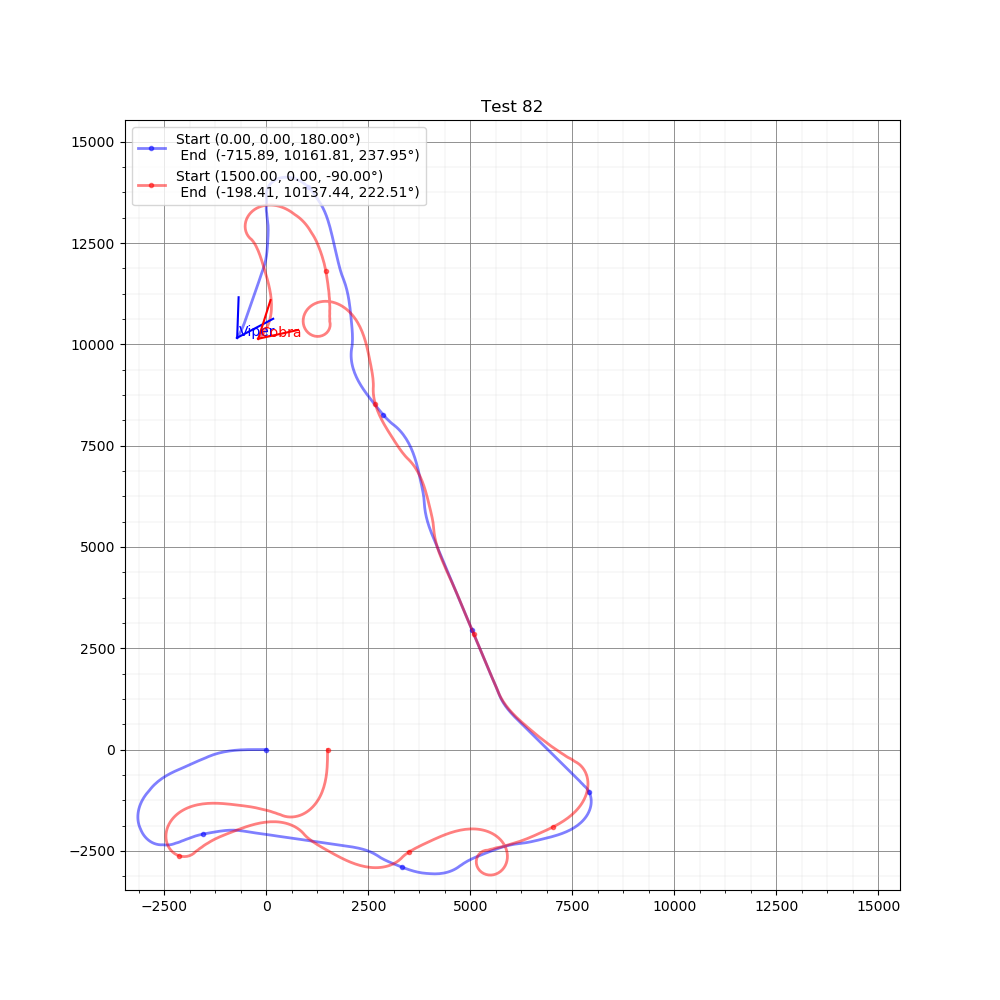 Test 82
Start (0.00, 0.00, 180.00°)
End (-715.89, 10161.81, 237.95°)
Start (1500.00, 0.00, -90.00°)
End (-198.41, 10137.44, 222.51°)
15000
12500
10000
7500
5000
2500
0
−2500
Viper
Cobra
−2500 0 2500 5000 7500 10000 12500 15000